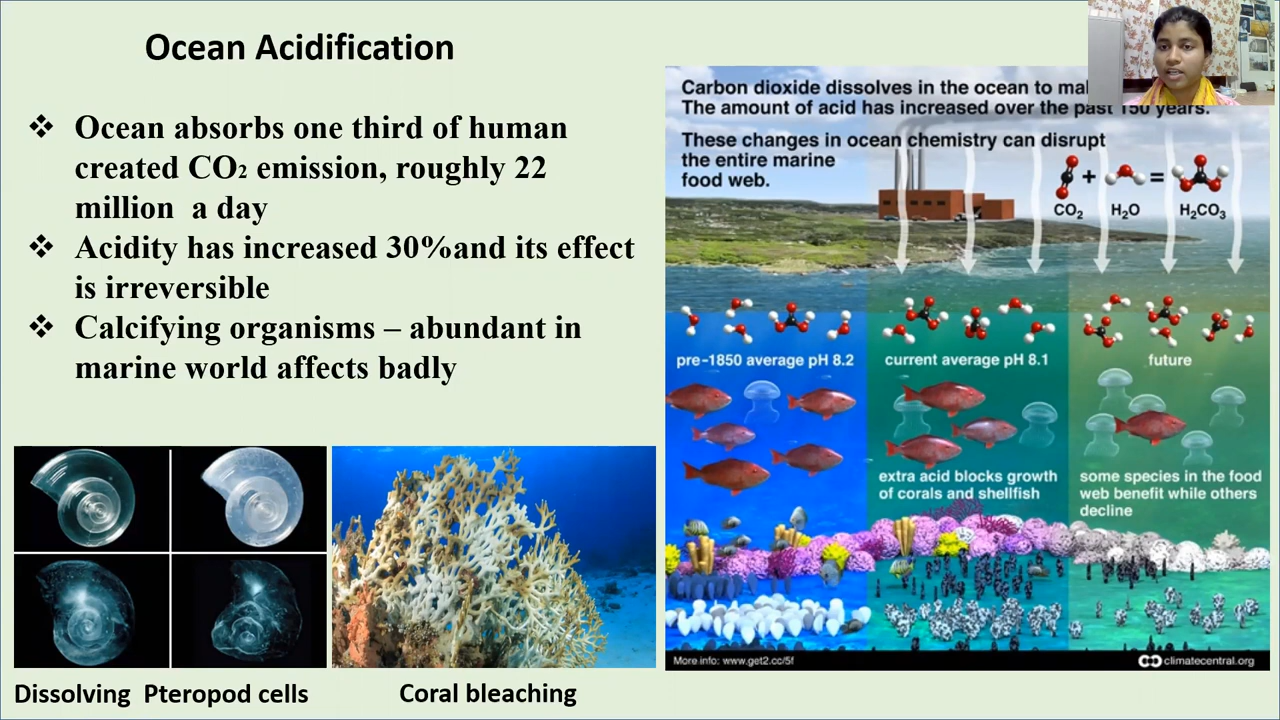 Ocean Acidification
❖ Ocean absorbs one third of human
created CO₂ emission, roughly 22
million a day
❖ Acidity has increased 30%and its effect
is irreversible
❖ Calcifying organisms – abundant in
marine world affects badly
Dissolving Pteropod cells
Coral bleaching
Carbon dioxide dissolves in the ocean to
The amount of acid has increased over the past 150 years.
These changes in ocean chemistry can disrupt
the entire marine
food web.
+ =
CO₂ H₂O H₂CO₃
pre-1850 average pH 8.2
current average pH 8.1
future
extra acid blocks growth
of corals and shellfish
some species in the food
web benefit while others
decline
More info: www.get2.cc/5f
climatecentral.org